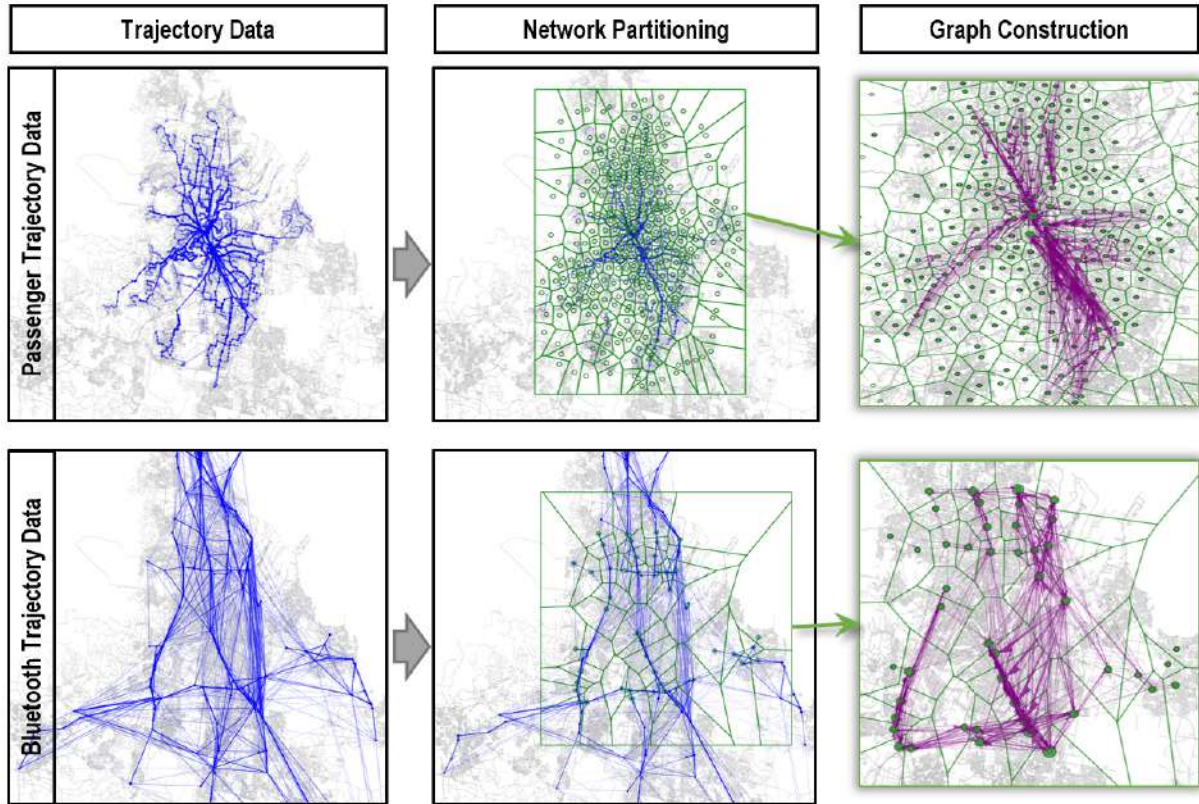 Trajectory Data
Network Partitioning
Graph Construction
Passenger Trajectory Data
Bluetooth Trajectory Data